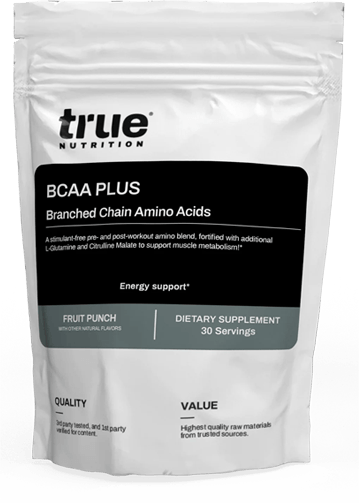 true®
NUTRITION
BCAA PLUS
Branched Chain Amino Acids
A stimulant-free pre- and post-workout amino blend, fortified with additional
L-Glutamine and Citrulline Malate to support muscle metabolism!*
Energy support*
FRUIT PUNCH
WITH OTHER NATURAL FLAVORS
DIETARY SUPPLEMENT
30 Servings
QUALITY
3rd party tested, and 1st party
verified for content.
VALUE
Highest quality raw materials
from trusted sources.